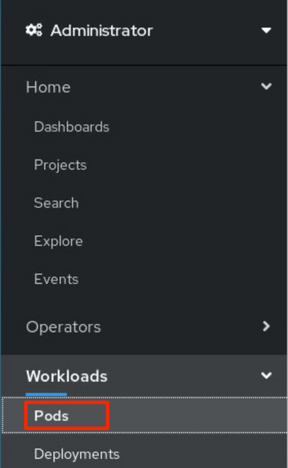 Administrator
Home
Dashboards
Projects
Search
Explore
Events
Operators
Workloads
Pods
Deployments